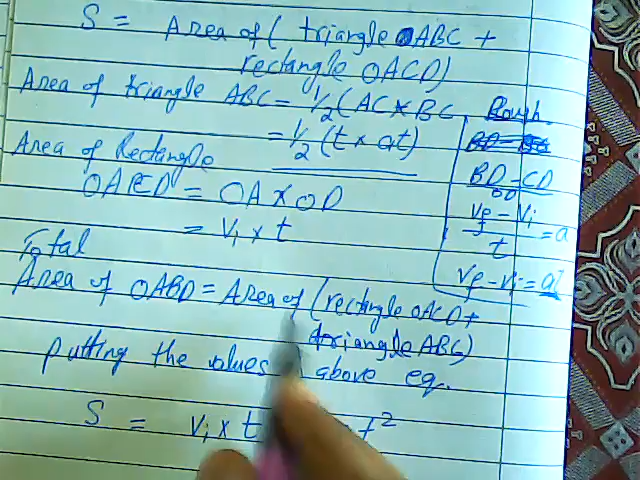 S = Area of ( triangle ABC +
rectangle OACD)
Area of triangle ABC = 1/2 (AC × BC
= 1/2 (t × at)
Area of Rectangle
OACD = OA × OD
= Vi × t
Total
Area of OABD = Area of (rectangle OACD +
triangle ABC)
putting the values above eq.
S = Vi × t t²
Rough
BD - CD
OD
Vf - Vi
t = a
Vf - Vi = at